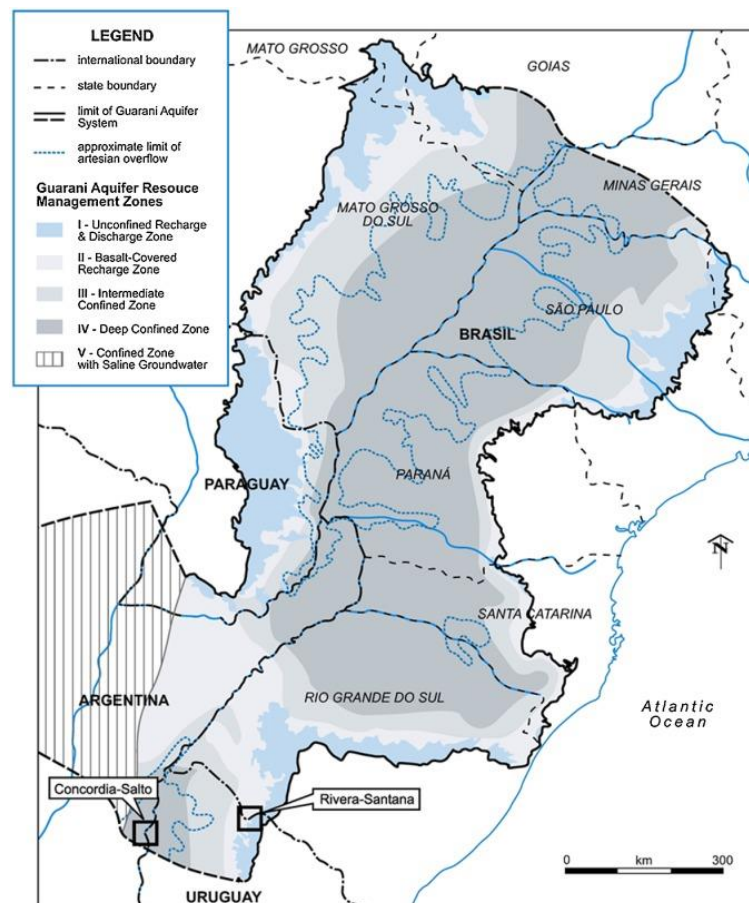 LEGEND
international boundary
state boundary
limit of Guarani Aquifer
System
approximate limit of
artesian overflow
Guarani Aquifer Resouce
Management Zones
I - Unconfined Recharge
& Discharge Zone
II - Basalt-Covered
Recharge Zone
III - Intermediate
Confined Zone
IV - Deep Confined Zone
V - Confined Zone
with Saline Groundwater
MATO GROSSO
GOIAS
MINAS GERAIS
MATO GROSSO
DO SUL
SÃO PAULO
BRASIL
PARANÁ
PARAGUAY
N
SANTA CATARINA
ARGENTINA
RIO GRANDE DO SUL
Atlantic
Ocean
Concordia-Salto
Rivera-Santana
0 km 300
URUGUAY